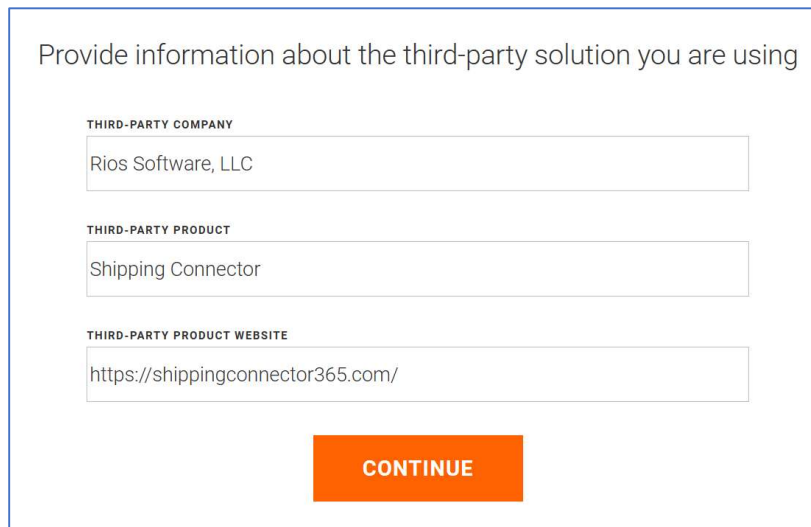 Provide information about the third-party solution you are using
THIRD-PARTY COMPANY
Rios Software, LLC
THIRD-PARTY PRODUCT
Shipping Connector
THIRD-PARTY PRODUCT WEBSITE
https://shippingconnector365.com/
CONTINUE